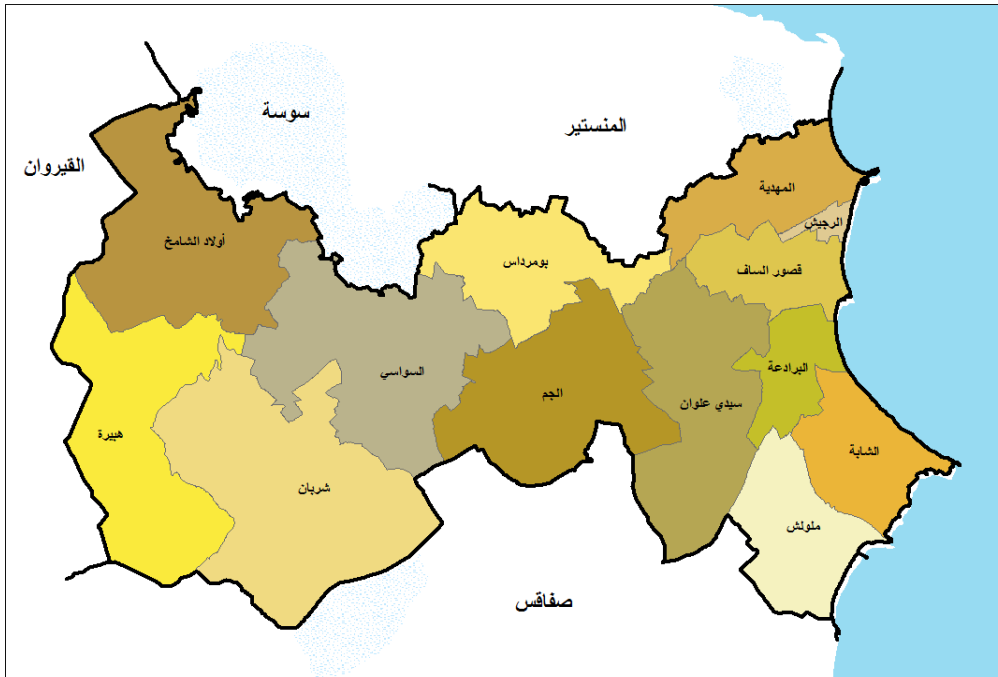 سوسة
المنستير
القيروان
المهدية
الرجيش
أولاد الشامخ
بومرداس
قصور الساف
السواسي
الجم
سيدي علوان
البرادعة
هبيرة
شربان
الشابة
ملولش
صفاقس